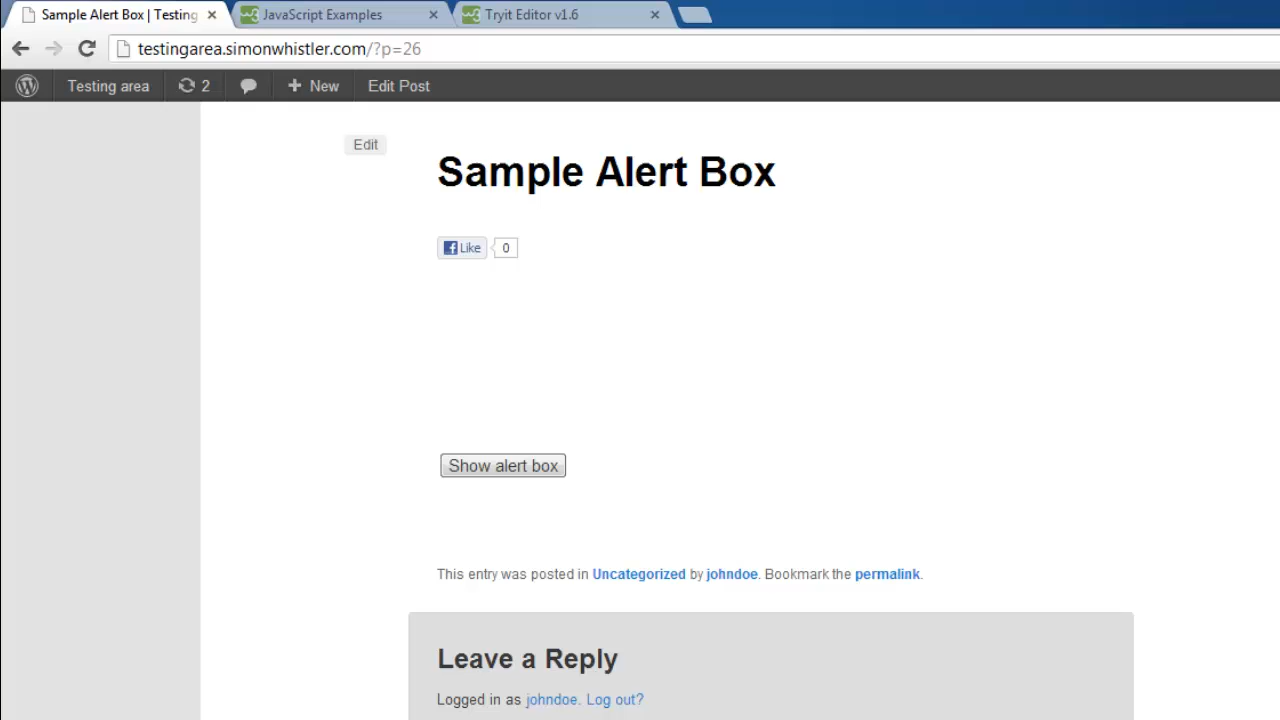 Sample Alert Box | Testing
JavaScript Examples
Tryit Editor v1.6
testingarea.simonwhistler.com/?p=26
Testing area 2 + New Edit Post
Edit
Sample Alert Box
Like 0
Show alert box
This entry was posted in Uncategorized by johndoe. Bookmark the permalink.
Leave a Reply
Logged in as johndoe. Log out?